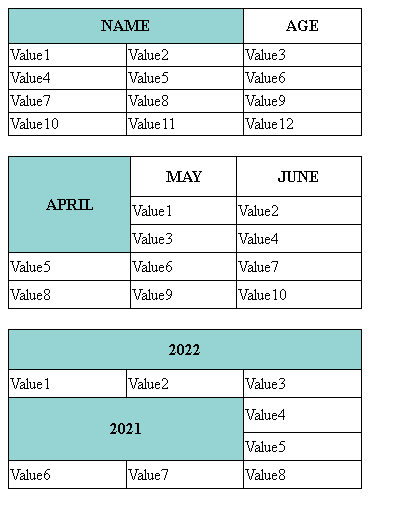 NAME AGE
Value1 Value2 Value3
Value4 Value5 Value6
Value7 Value8 Value9
Value10 Value11 Value12
APRIL MAY JUNE
Value1 Value2
Value3 Value4
Value5 Value6 Value7
Value8 Value9 Value10
2022
Value1 Value2 Value3
2021 Value4
Value5
Value6 Value7 Value8